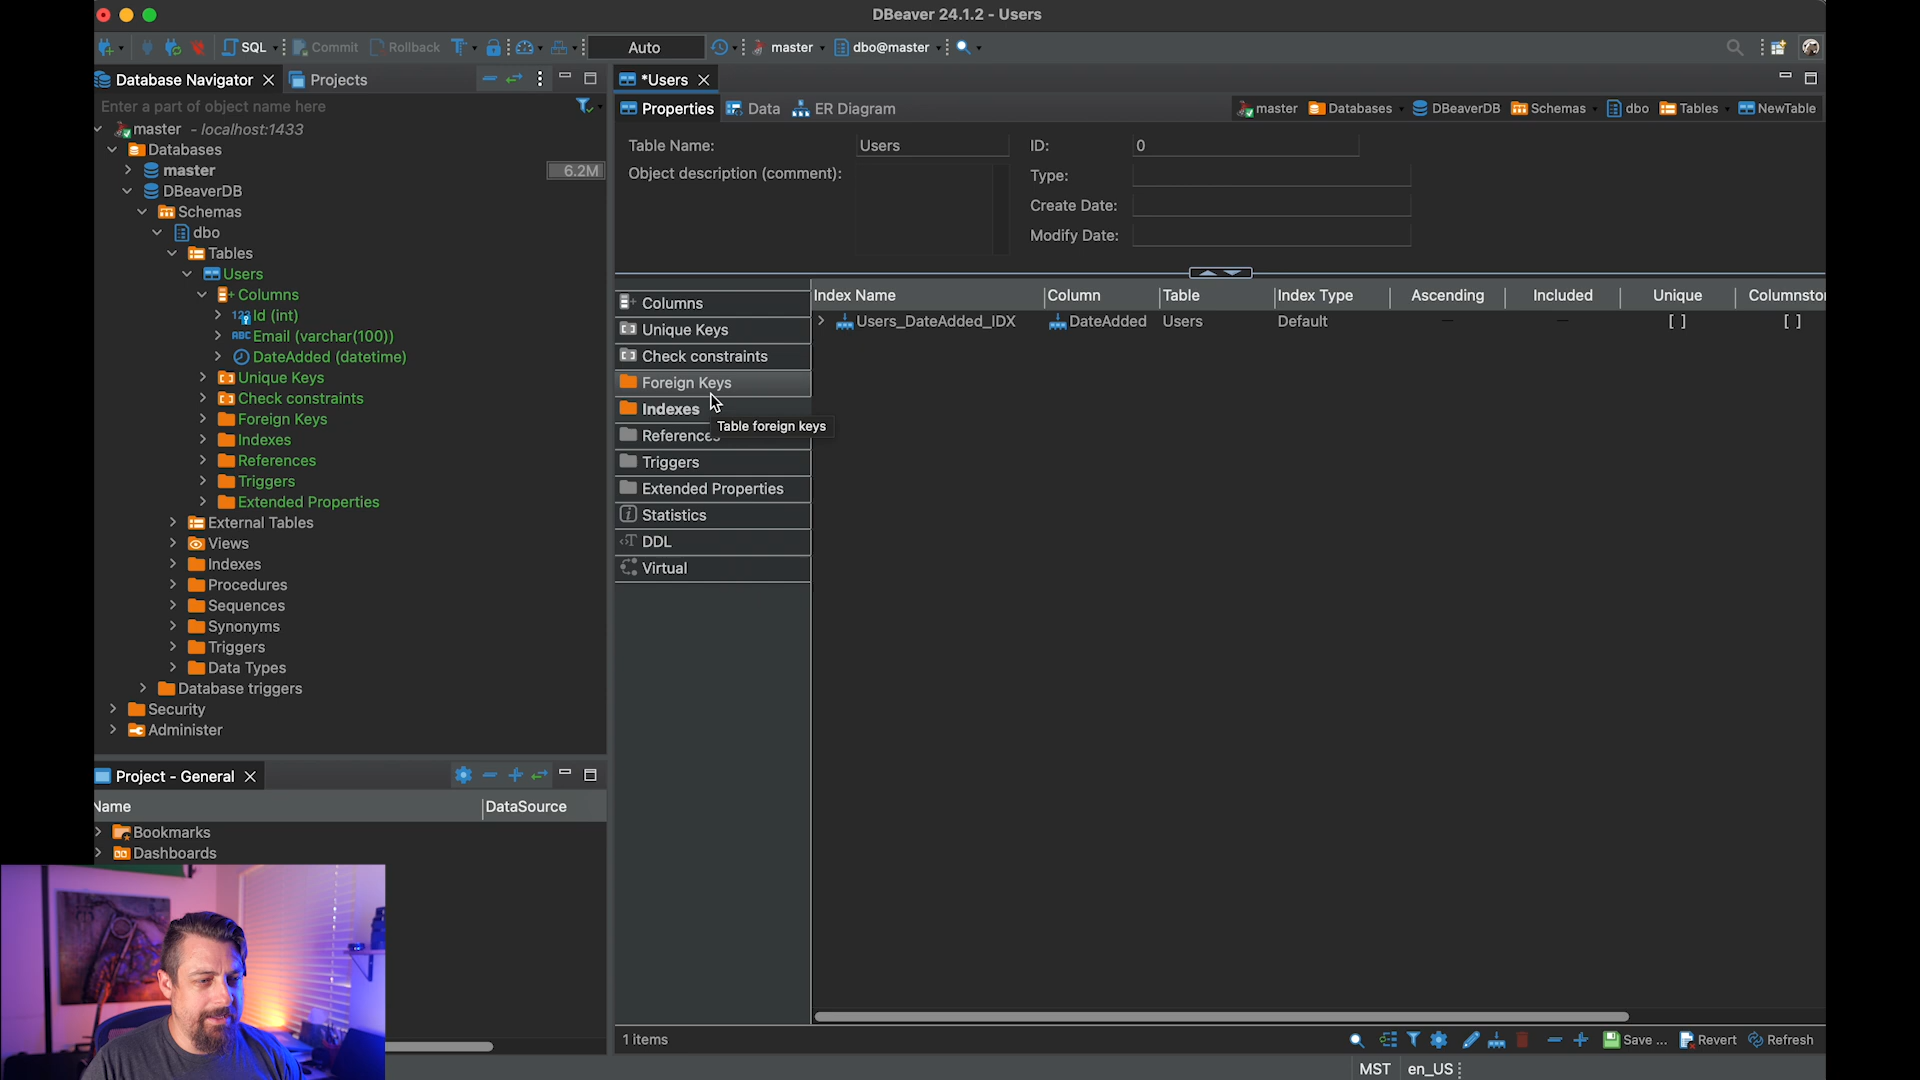 DBeaver 24.1.2 - Users
SQL Commit Rollback Auto master dbo@master
Database Navigator Projects
Enter a part of object name here
master - localhost:1433
Databases
master 6.2M
DBeaverDB
Schemas
dbo
Tables
Users
Columns
123 Id (int)
ABC Email (varchar(100))
DateAdded (datetime)
Unique Keys
Check constraints
Foreign Keys
Indexes
References
Triggers
Extended Properties
External Tables
Views
Indexes
Procedures
Sequences
Synonyms
Triggers
Data Types
Database triggers
Security
Administer
Project - General
Name DataSource
Bookmarks
Dashboards
*Users
Properties Data ER Diagram master Databases DBeaverDB Schemas dbo Tables NewTable
Table Name: Users ID: 0
Object description (comment): Type:
Create Date:
Modify Date:
Columns
Unique Keys
Check constraints
Foreign Keys
Indexes
Table foreign keys
References
Triggers
Extended Properties
Statistics
DDL
Virtual
Index Name Column Table Index Type Ascending Included Unique Columnsto
Users_DateAdded_IDX DateAdded Users Default [ ] [ ]
1 items Save ... Revert Refresh
MST en_US